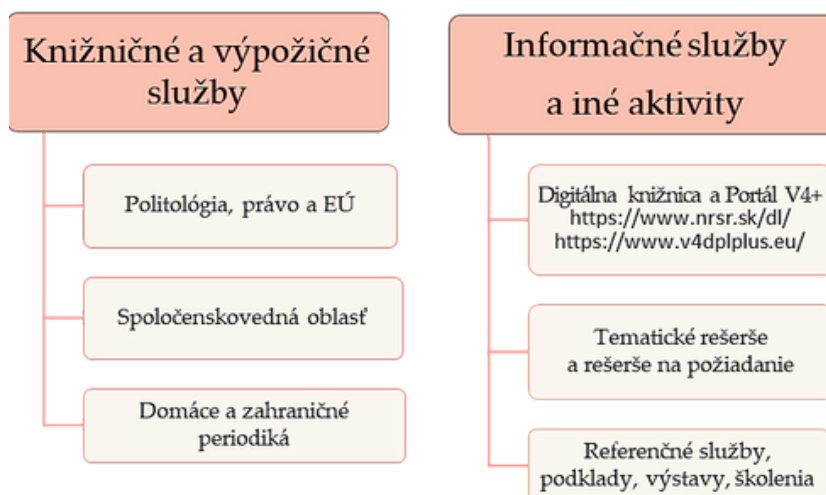 Knižničné a výpožičné
služby
Politológia, právo a EÚ
Spoločenskovedná oblasť
Domáce a zahraničné
periodiká
Informačné služby
a iné aktivity
Digitálna knižnica a Portál V4+
https://www.nrsr.sk/dl/
https://www.v4dplplus.eu/
Tematické rešerše
a rešerše na požiadanie
Referenčné služby,
podklady, výstavy, školenia